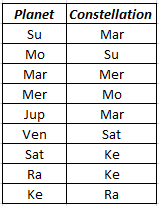 Planet Constellation
Su Mar
Mo Su
Mar Mer
Mer Mo
Jup Mar
Ven Sat
Sat Ke
Ra Ke
Ke Ra